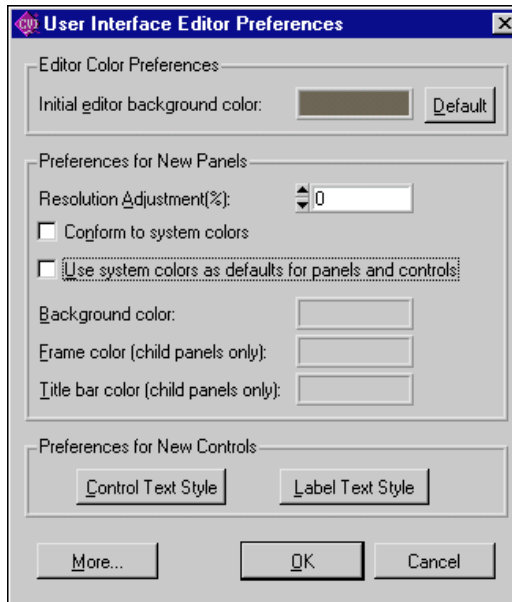 CVI User Interface Editor Preferences
Editor Color Preferences
Initial editor background color: Default
Preferences for New Panels
Resolution Adjustment(%): 0
Conform to system colors
Use system colors as defaults for panels and controls
Background color:
Frame color (child panels only):
Title bar color (child panels only):
Preferences for New Controls
Control Text Style Label Text Style
More... OK Cancel